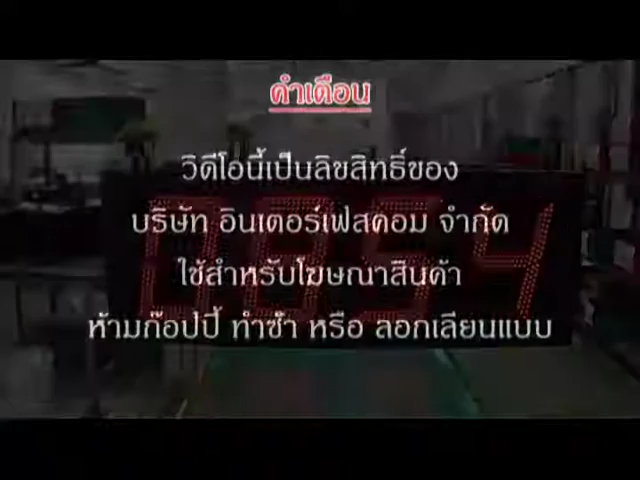 คำเตือน
วิดีโอนี้เป็นลิขสิทธิ์ของ
บริษัท อินเตอร์เฟสคอม จำกัด
ใช้สำหรับโฆษณาสินค้า
ห้ามก๊อปปี้ ทำซ้ำ หรือ ลอกเลียนแบบ
0854